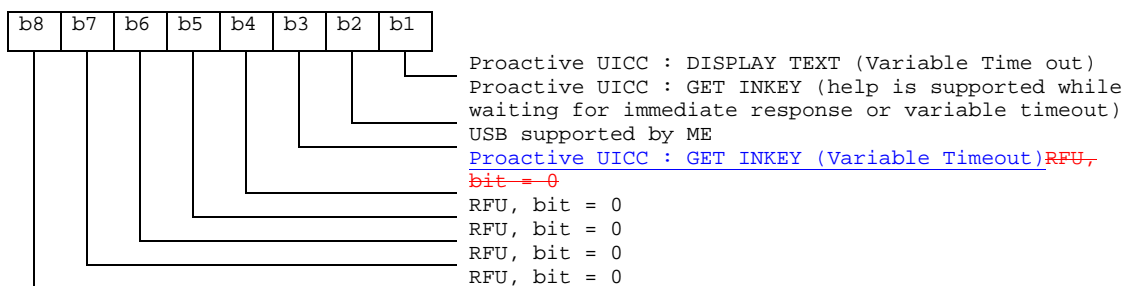 b8 b7 b6 b5 b4 b3 b2 b1
Proactive UICC : DISPLAY TEXT (Variable Time out)
Proactive UICC : GET INKEY (help is supported while
waiting for immediate response or variable timeout)
USB supported by ME
Proactive UICC : GET INKEY (Variable Timeout)RFU,
bit = 0
RFU, bit = 0
RFU, bit = 0
RFU, bit = 0
RFU, bit = 0